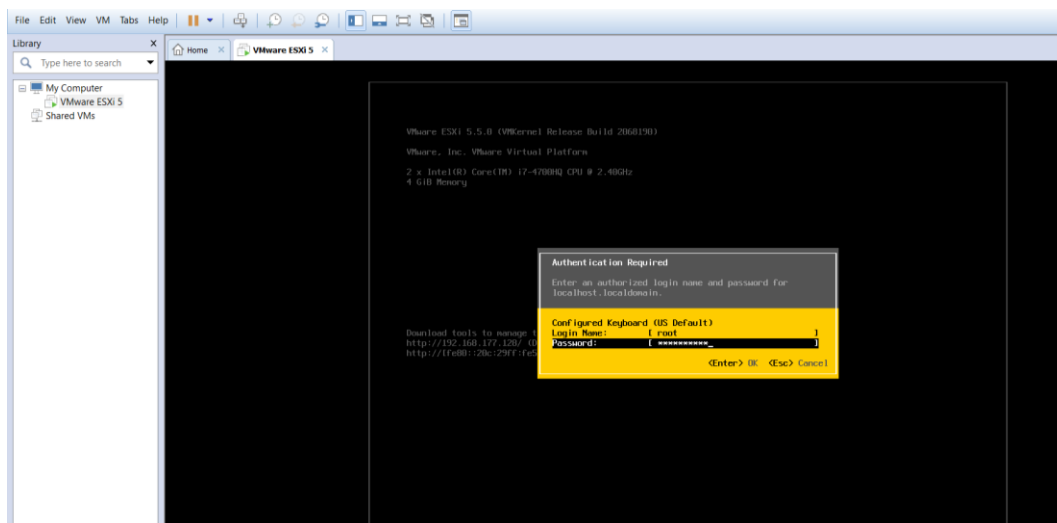 File Edit View VM Tabs Help
Library X
Type here to search
My Computer
VMware ESXi 5
Shared VMs
Home ×
VMware ESXi 5 ×
VMware ESXi 5.5.0 (VMKernel Release Build 2068190)
VMware, Inc. VMware Virtual Platform
2 x Intel(R) Core(TM) i7-4700HQ CPU @ 2.40GHz
4 GiB Memory
Authentication Required
Enter an authorized login name and password for
localhost.localdomain.
Configured Keyboard (US Default)
Login Name: [ root ]
Password: [ **********_ ]
<Enter> OK <Esc> Cancel
Download tools to manage t
http://192.168.177.128/ (D
http://[fe80::20c:29ff:fe5